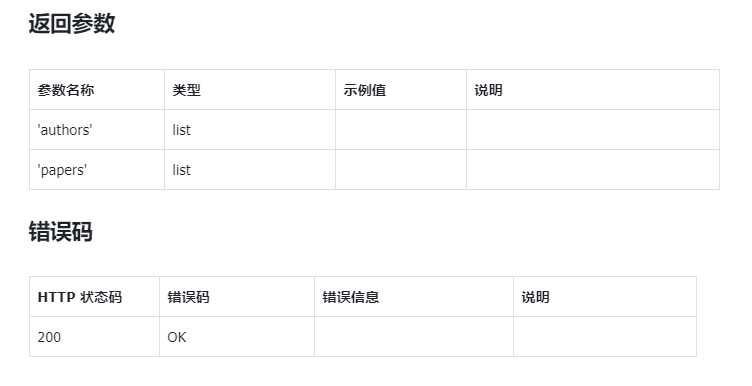 返回参数
参数名称 类型 示例值 说明
'authors' list
'papers' list
错误码
HTTP 状态码 错误码 错误信息 说明
200 OK